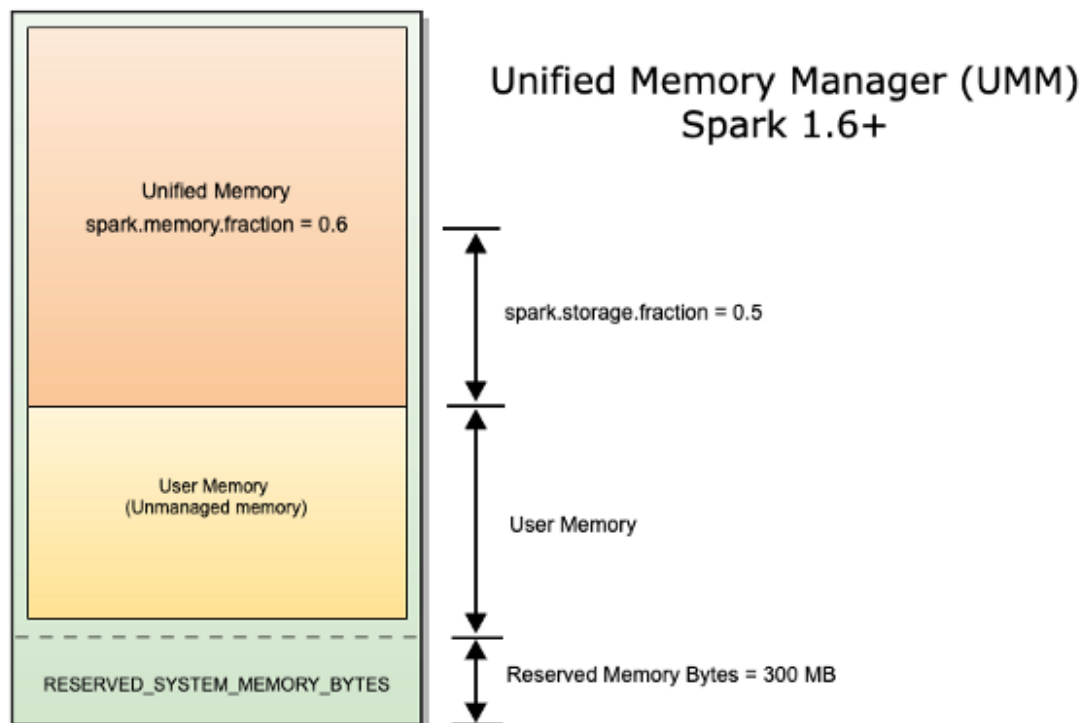 Unified Memory Manager (UMM)
Spark 1.6+
Unified Memory
spark.memory.fraction = 0.6
spark.storage.fraction = 0.5
User Memory
(Unmanaged memory)
User Memory
RESERVED_SYSTEM_MEMORY_BYTES
Reserved Memory Bytes = 300 MB